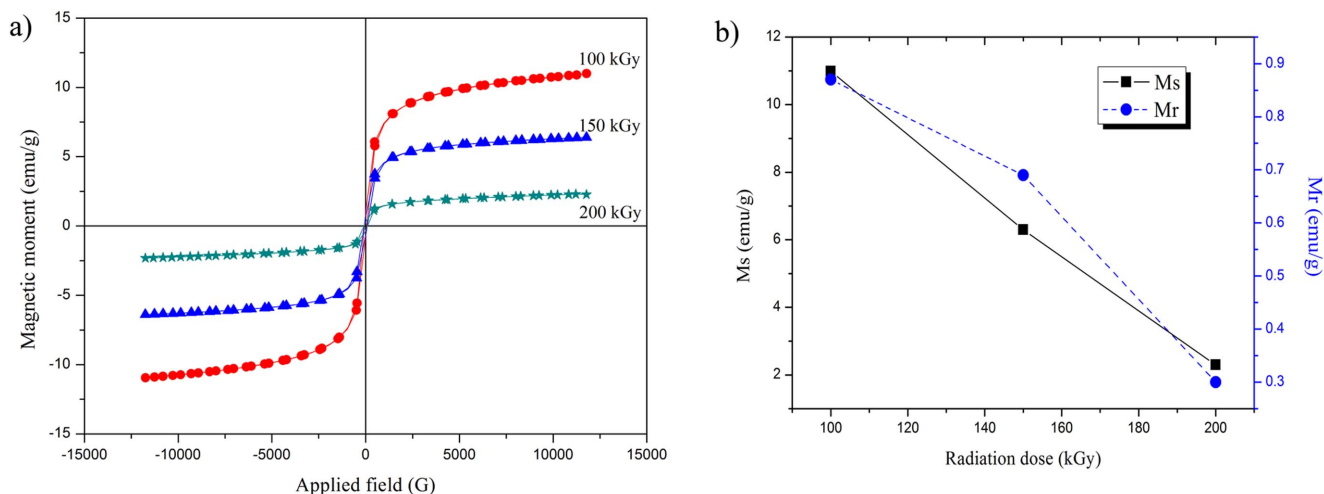 a)
Magnetic moment (emu/g)
15
10
5
0
-5
-10
-15
100 kGy
150 kGy
200 kGy
-15000 -10000 -5000 0 5000 10000 15000
Applied field (G)
b)
Ms (emu/g)
12
10
8
6
4
2
Ms
Mr
0.9
0.8
0.7
0.6
0.5
0.4
0.3
Mr (emu/g)
100 120 140 160 180 200
Radiation dose (kGy)